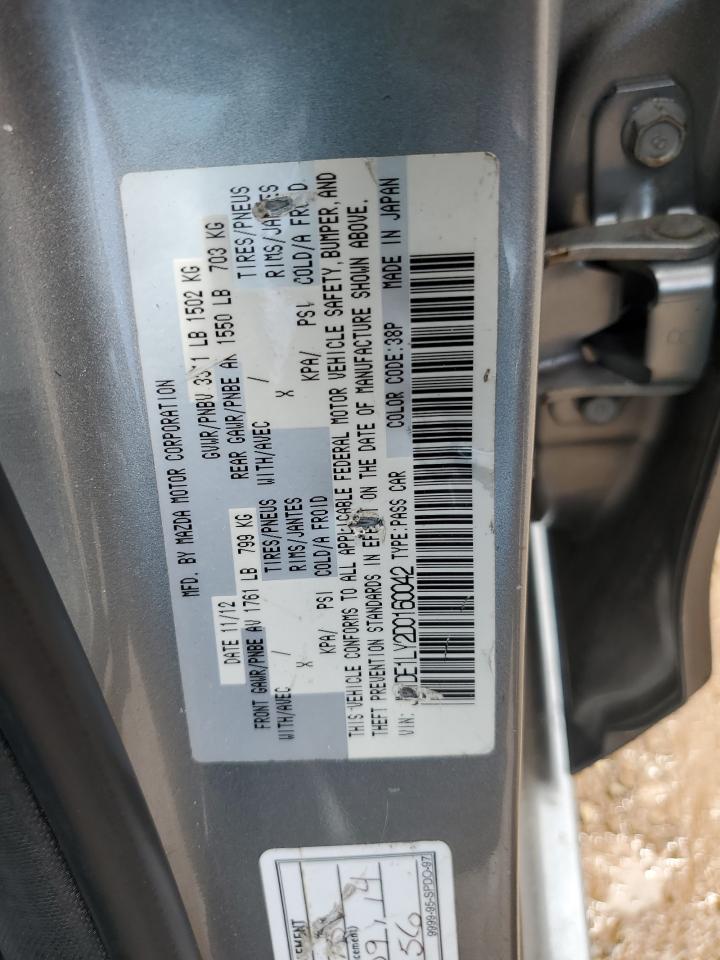 MFD. BY MAZDA MOTOR CORPORATION
DATE 11/12 GVWR/PNBV LB 1502 KG
FRONT GAWR/PNBE AV 1761 LB 799 KG REAR GAWR/PNBE AR 1550 LB 703 KG
WITH/AVEC / TIRES/PNEUS WITH/AVEC / TIRES/PNEUS
X RIMS/JANTES X RIMS/JANTES
KPA/ PSI COLD/A FROID KPA/ PSI COLD/A FROID
THIS VEHICLE CONFORMS TO ALL APPLICABLE FEDERAL MOTOR VEHICLE SAFETY, BUMPER, AND
THEFT PREVENTION STANDARDS IN EFFECT ON THE DATE OF MANUFACTURE SHOWN ABOVE.
VIN: DE1LY2D0160042 TYPE:PASS CAR COLOR CODE:38P MADE IN JAPAN
9999-95-SPDO-97